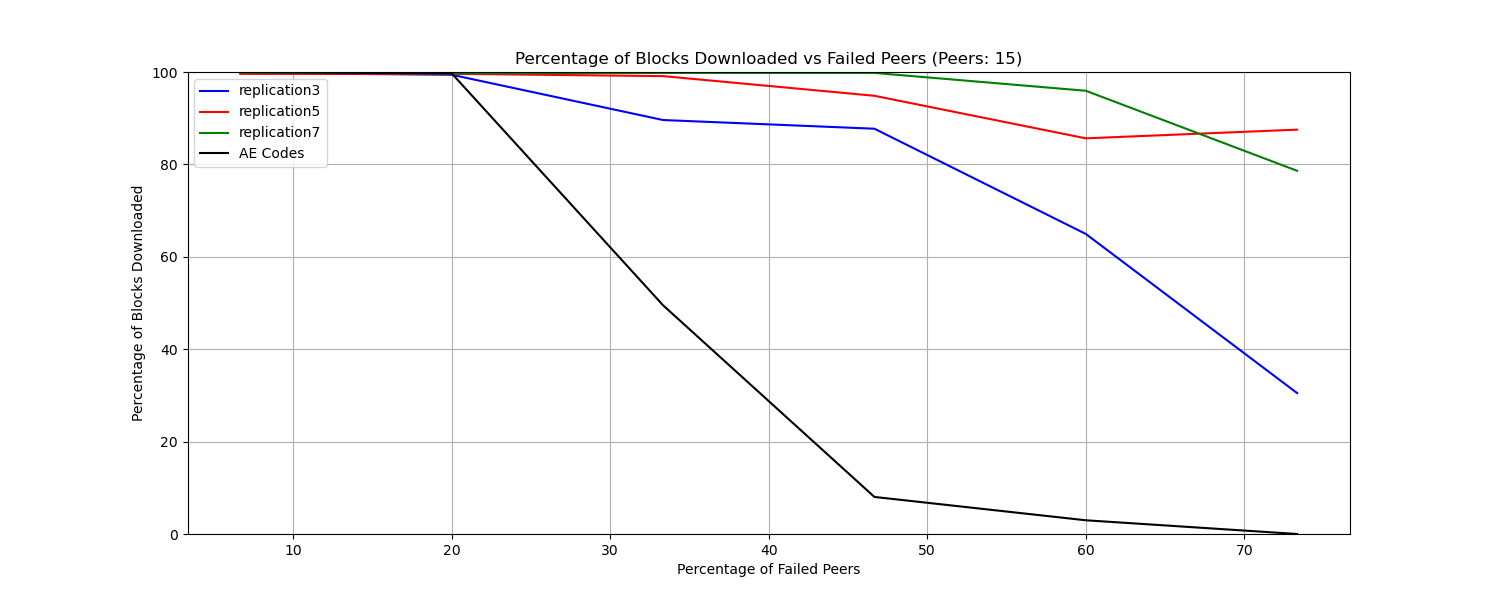 Percentage of Blocks Downloaded vs Failed Peers (Peers: 15)
100
80
60
40
20
0
Percentage of Blocks Downloaded
replication3
replication5
replication7
AE Codes
10 20 30 40 50 60 70
Percentage of Failed Peers